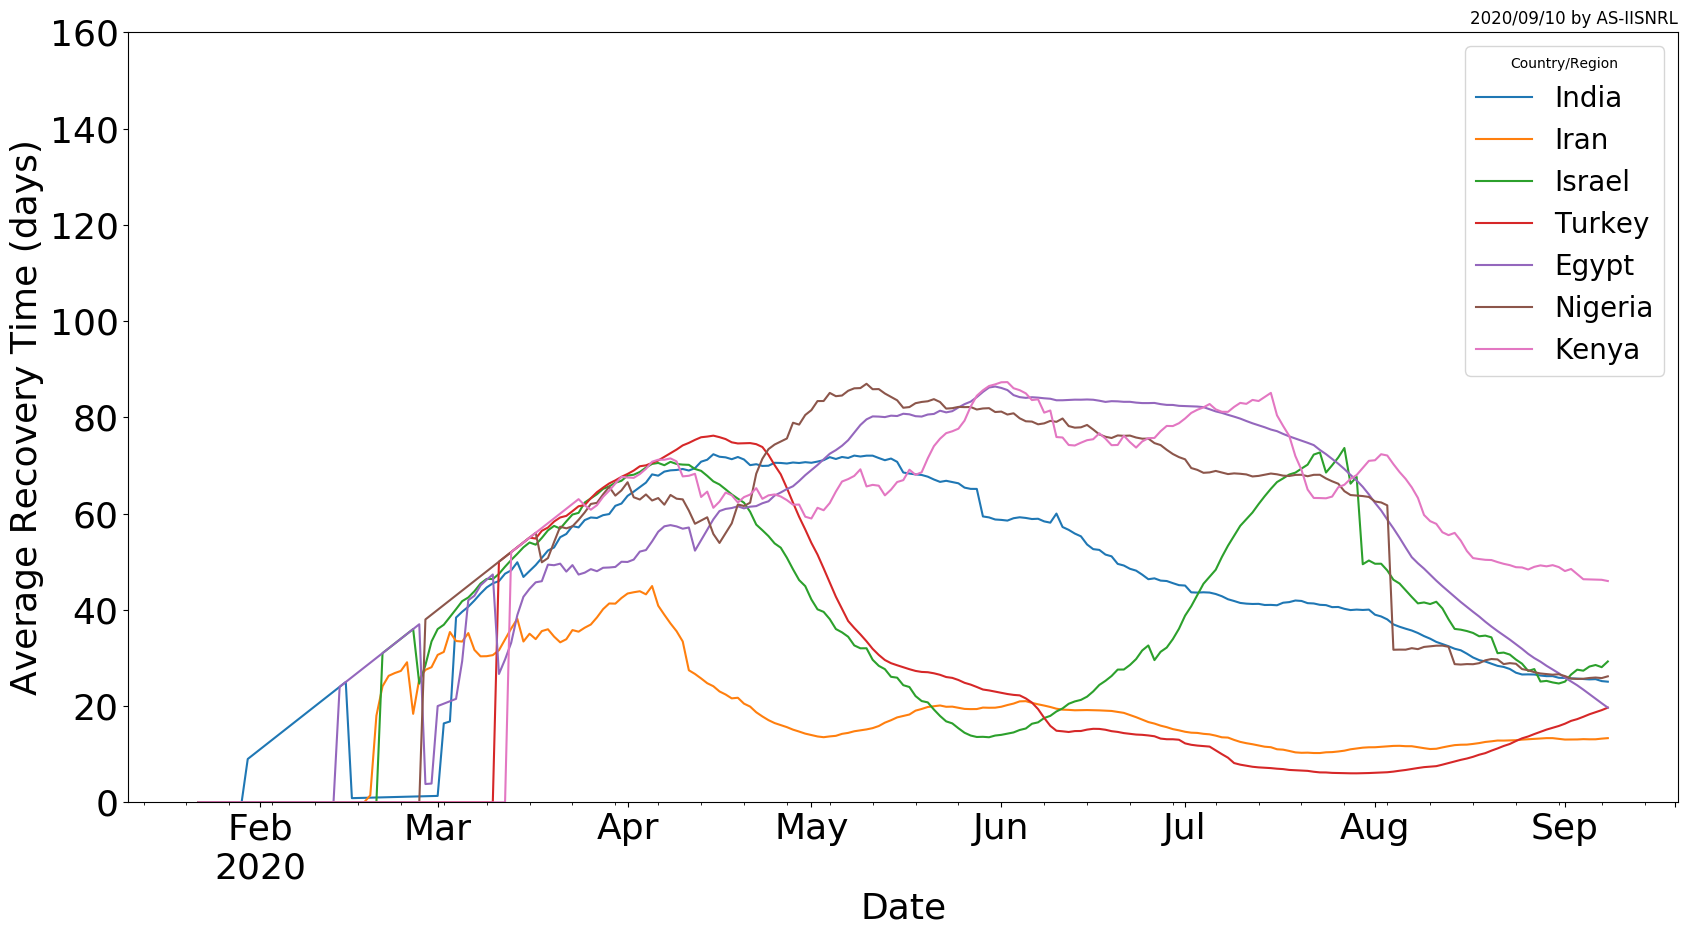 2020/09/10 by AS-IISNRL
Average Recovery Time (days)
160
140
120
100
80
60
40
20
0
Country/Region
India
Iran
Israel
Turkey
Egypt
Nigeria
Kenya
Feb Mar Apr May Jun Jul Aug Sep
2020
Date